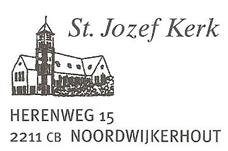 St. Jozef Kerk
HERENWEG 15
2211 CB NOORDWIJKERHOUT